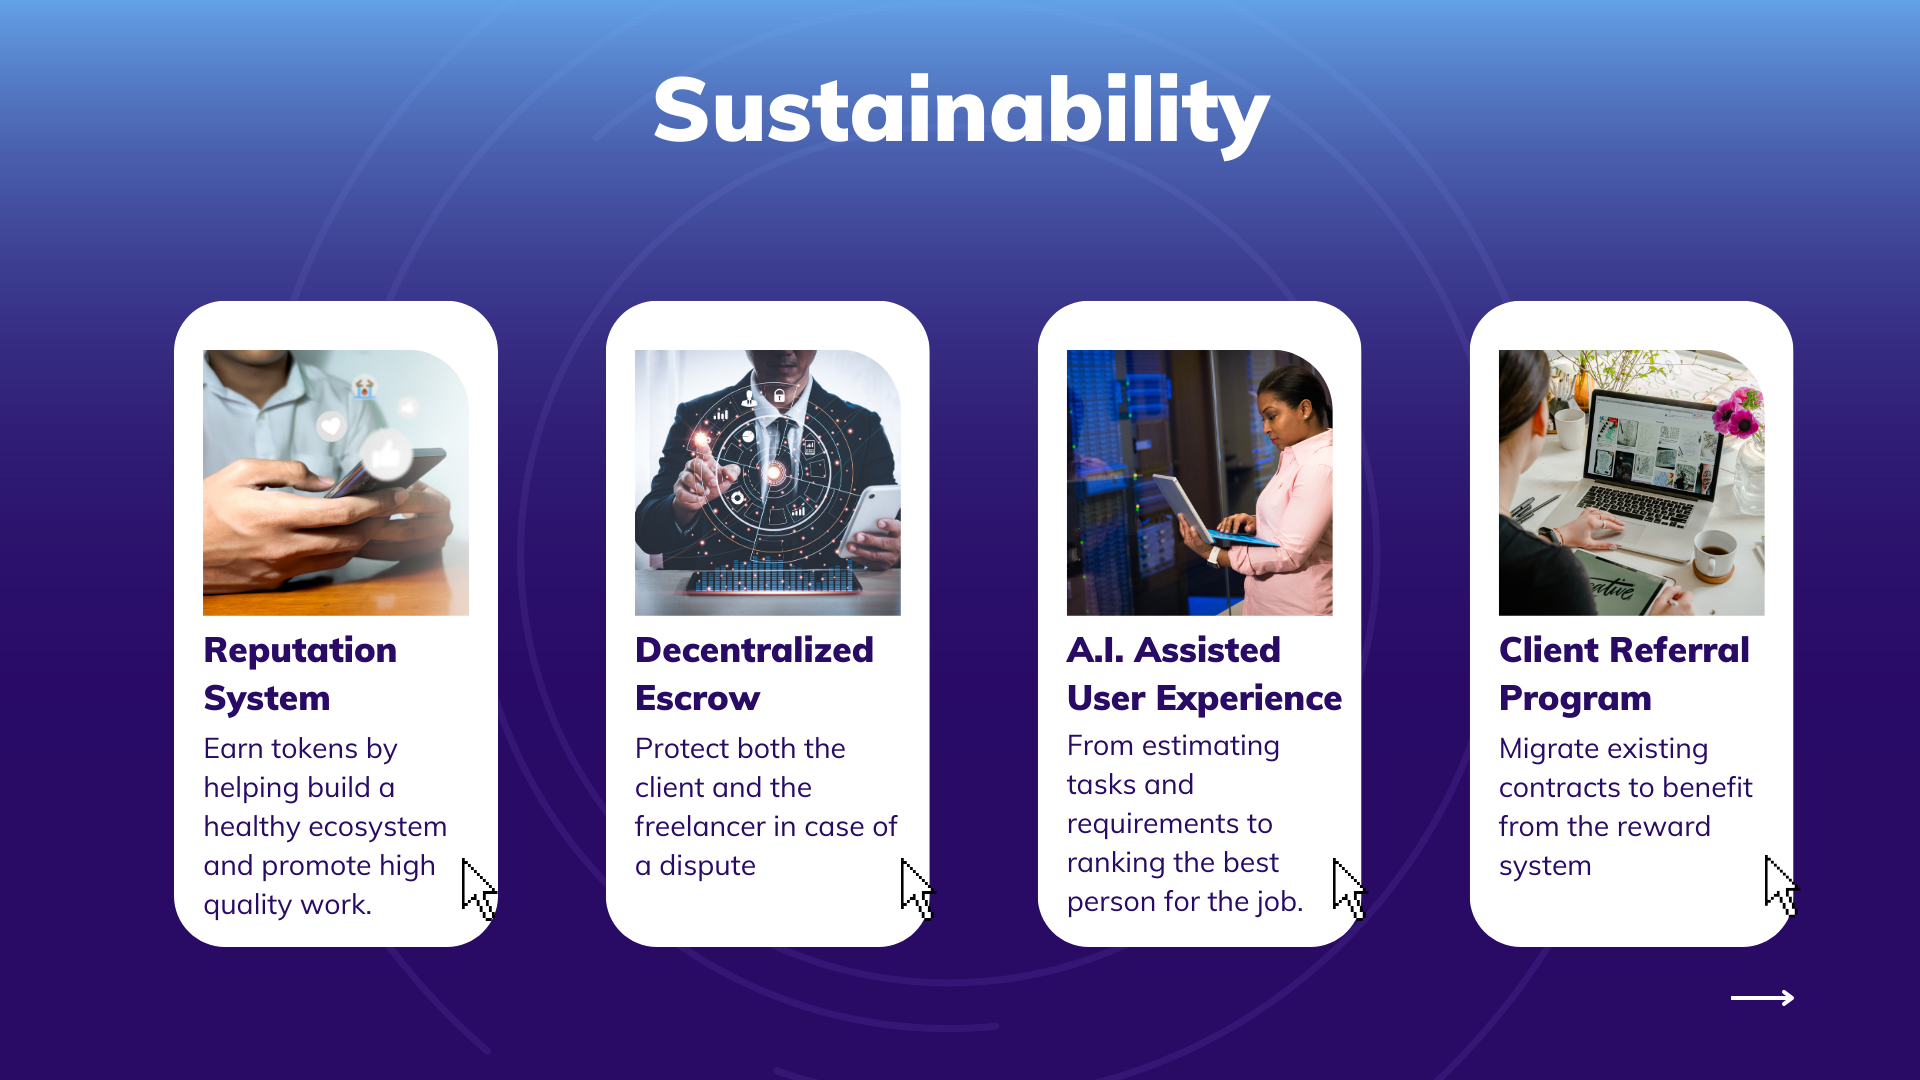 Sustainability
Reputation
System
Earn tokens by
helping build a
healthy ecosystem
and promote high
quality work.
Decentralized
Escrow
Protect both the
client and the
freelancer in case of
a dispute
A.I. Assisted
User Experience
From estimating
tasks and
requirements to
ranking the best
person for the job.
Client Referral
Program
Migrate existing
contracts to benefit
from the reward
system